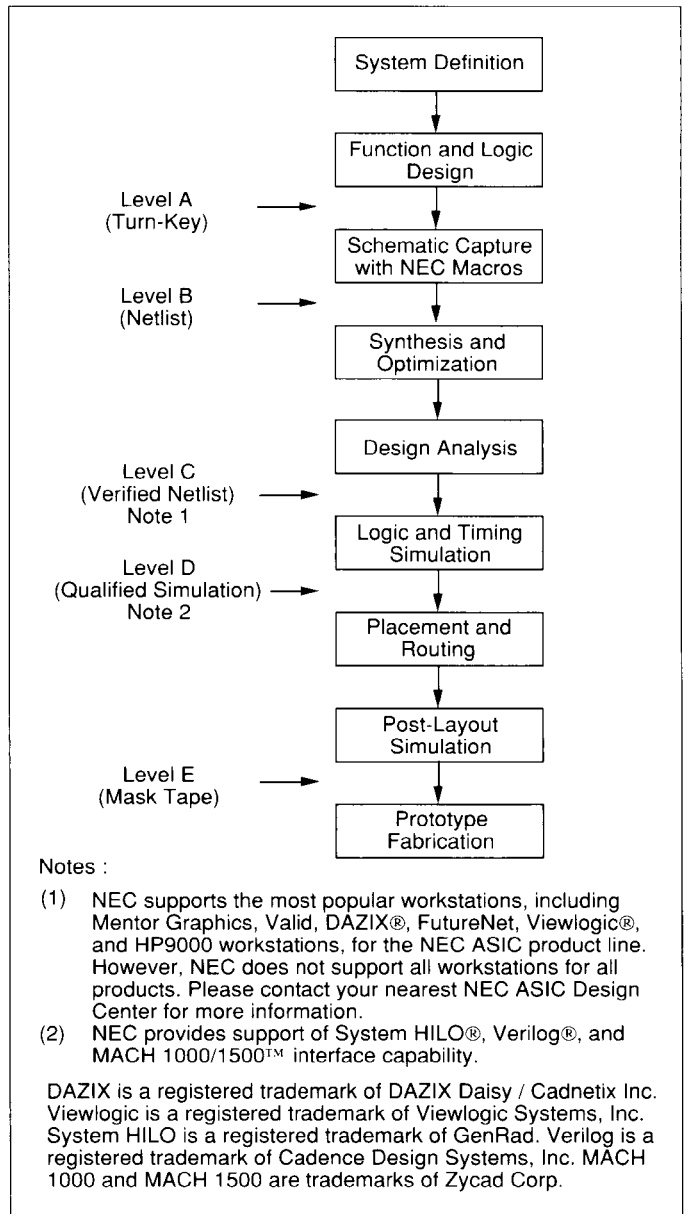 System Definition
Function and Logic
Design
Level A
(Turn-Key)
Schematic Capture
with NEC Macros
Level B
(Netlist)
Synthesis and
Optimization
Design Analysis
Level C
(Verified Netlist)
Note 1
Logic and Timing
Simulation
Level D
(Qualified Simulation)
Note 2
Placement and
Routing
Post-Layout
Simulation
Level E
(Mask Tape)
Prototype
Fabrication
Notes :
(1) NEC supports the most popular workstations, including
Mentor Graphics, Valid, DAZIX®, FutureNet, Viewlogic®,
and HP9000 workstations, for the NEC ASIC product line.
However, NEC does not support all workstations for all
products. Please contact your nearest NEC ASIC Design
Center for more information.
(2) NEC provides support of System HILO®, Verilog®, and
MACH 1000/1500™ interface capability.
DAZIX is a registered trademark of DAZIX Daisy / Cadnetix Inc.
Viewlogic is a registered trademark of Viewlogic Systems, Inc.
System HILO is a registered trademark of GenRad. Verilog is a
registered trademark of Cadence Design Systems, Inc. MACH
1000 and MACH 1500 are trademarks of Zycad Corp.